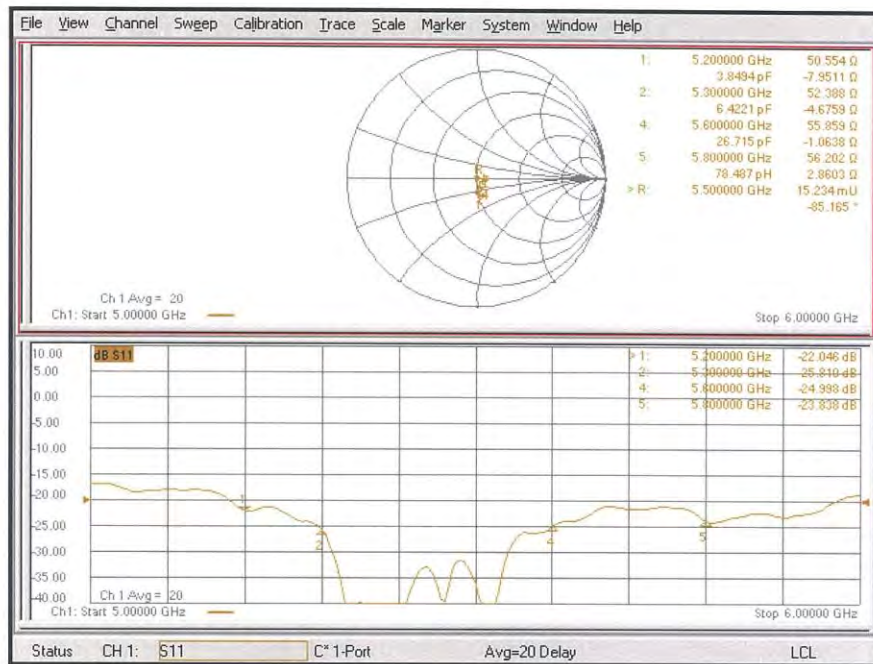 File View Channel Sweep Calibration Trace Scale Marker System Window Help
1: 5.200000 GHz 50.554 Ω
3.8494 pF -7.9511 Ω
2: 5.300000 GHz 52.388 Ω
6.4221 pF -4.6759 Ω
4: 5.600000 GHz 55.859 Ω
26.715 pF -1.0638 Ω
5: 5.800000 GHz 56.202 Ω
78.487 pH 2.8603 Ω
> R: 5.500000 GHz 15.234 mU
-85.165 °
Ch 1 Avg = 20
Ch1: Start 5.00000 GHz
Stop 6.00000 GHz
10.00 dB S11
> 1: 5.200000 GHz -22.046 dB
2: 5.300000 GHz -25.810 dB
4: 5.600000 GHz -24.998 dB
5: 5.800000 GHz -23.838 dB
5.00
0.00
-5.00
-10.00
-15.00
-20.00
-25.00
-30.00
-35.00
-40.00
1
2
4
5
Ch 1 Avg = 20
Ch1: Start 5.00000 GHz
Stop 6.00000 GHz
Status CH 1: S11 C* 1-Port Avg=20 Delay LCL